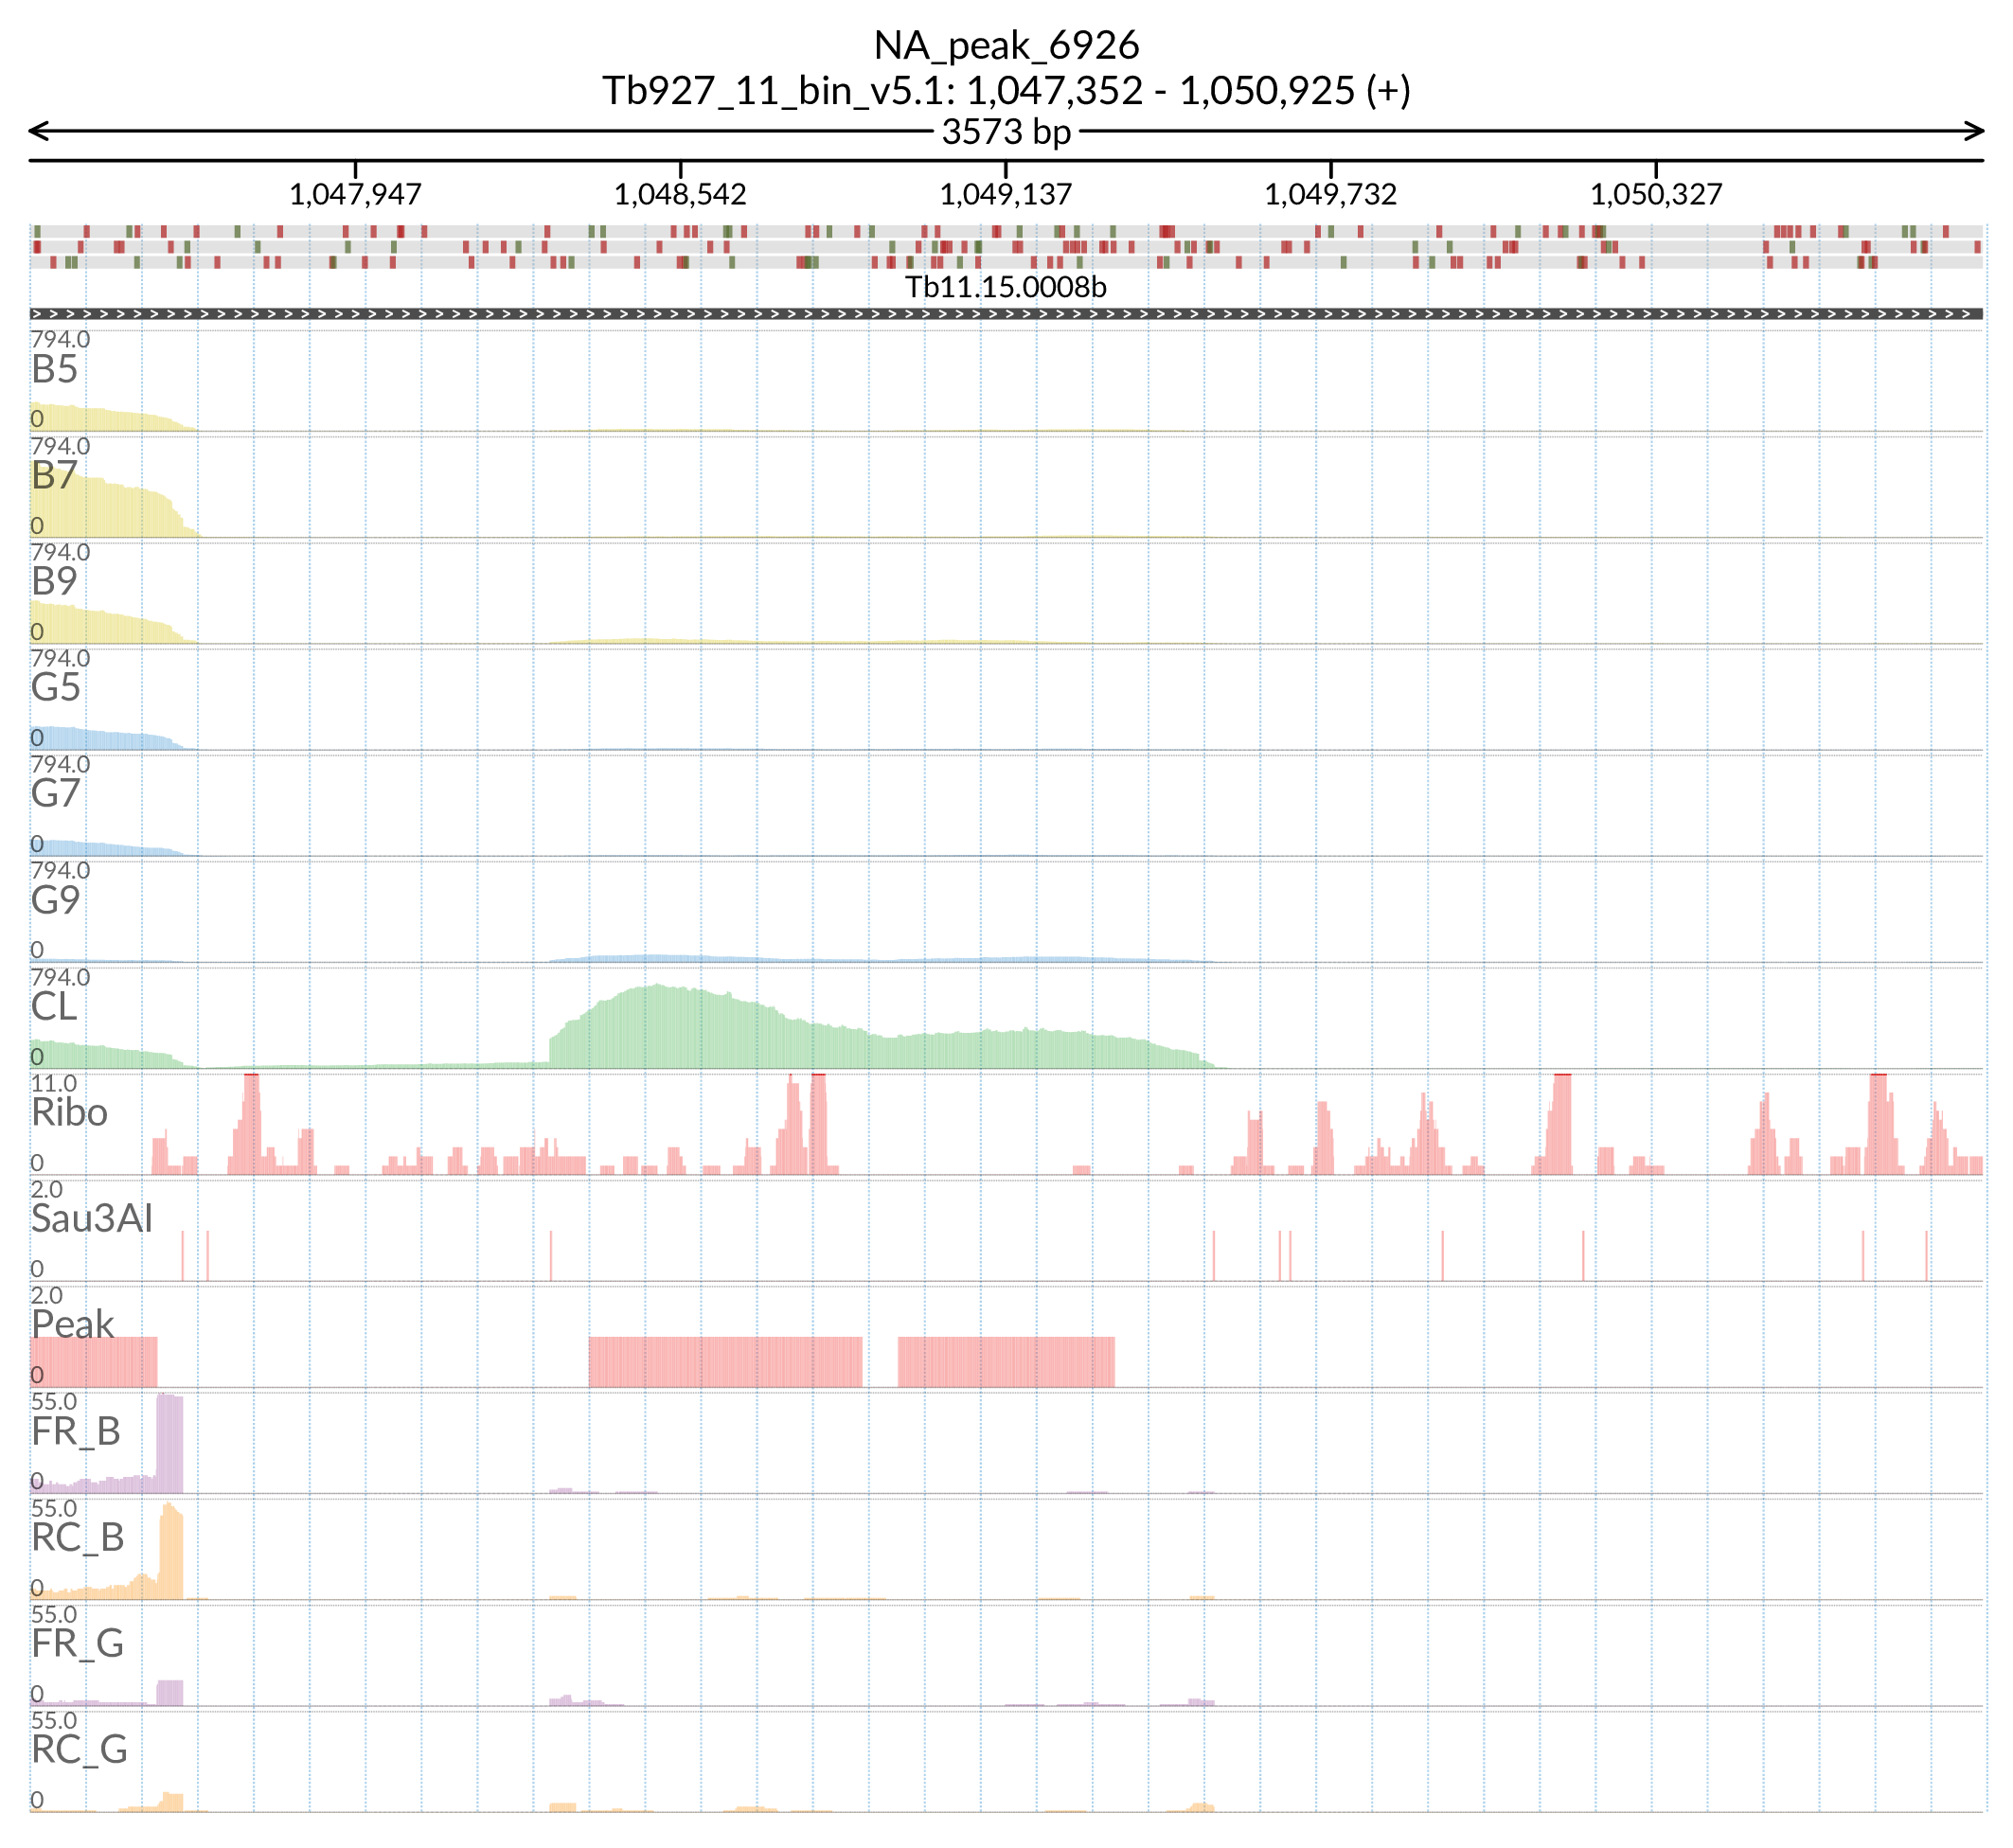 NA_peak_6926
Tb927_11_bin_v5.1: 1,047,352 - 1,050,925 (+)
3573 bp
1,047,947 1,048,542 1,049,137 1,049,732 1,050,327
Tb11.15.0008b
794.0
B5
0
794.0
B7
0
794.0
B9
0
794.0
G5
0
794.0
G7
0
794.0
G9
0
794.0
CL
0
11.0
Ribo
0
2.0
Sau3AI
0
2.0
Peak
0
55.0
FR_B
0
55.0
RC_B
0
55.0
FR_G
0
55.0
RC_G
0